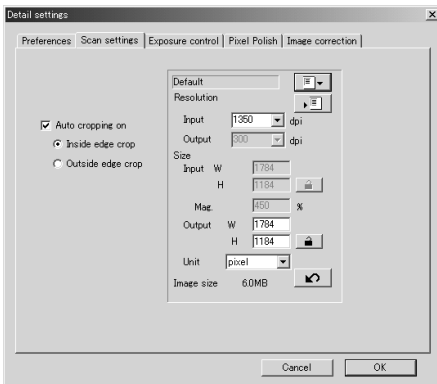 Detail settings
Preferences Scan settings Exposure control Pixel Polish Image correction
Default
Resolution
Auto cropping on
Input 1350 dpi
Inside edge crop
Output 300 dpi
Outside edge crop
Size
Input W 1784
H 1184
Mag. 450 %
Output W 1784
H 1184
Unit pixel
Image size 6.0MB
Cancel OK